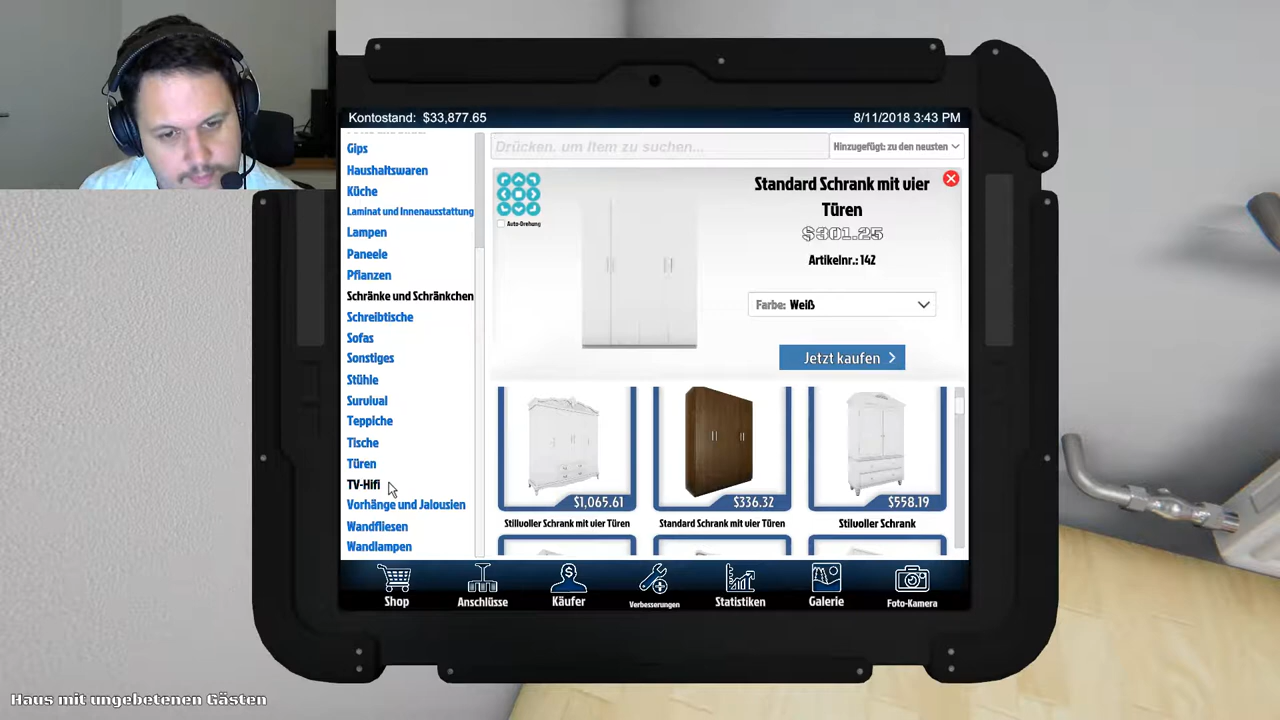 Kontostand: $33,877.65
8/11/2018 3:43 PM
Gips
Haushaltswaren
Küche
Laminat und Innenausstattung
Lampen
Paneele
Pflanzen
Schränke und Schränkchen
Schreibtische
Sofas
Sonstiges
Stühle
Survival
Teppiche
Tische
Türen
TV-Hifi
Vorhänge und Jalousien
Wandfliesen
Wandlampen
Drücken, um Item zu suchen...
Hinzugefügt: zu den neusten
Auto-Drehung
Standard Schrank mit vier
Türen
$301.25
Artikelnr.: 142
Farbe: Weiß
Jetzt kaufen
$1,065.61
$336.32
$558.19
Stilvoller Schrank mit vier Türen
Standard Schrank mit vier Türen
Stilvoller Schrank
Shop
Anschlüsse
Käufer
Verbesserungen
Statistiken
Galerie
Foto-Kamera
Haus mit ungebetenen Gästen